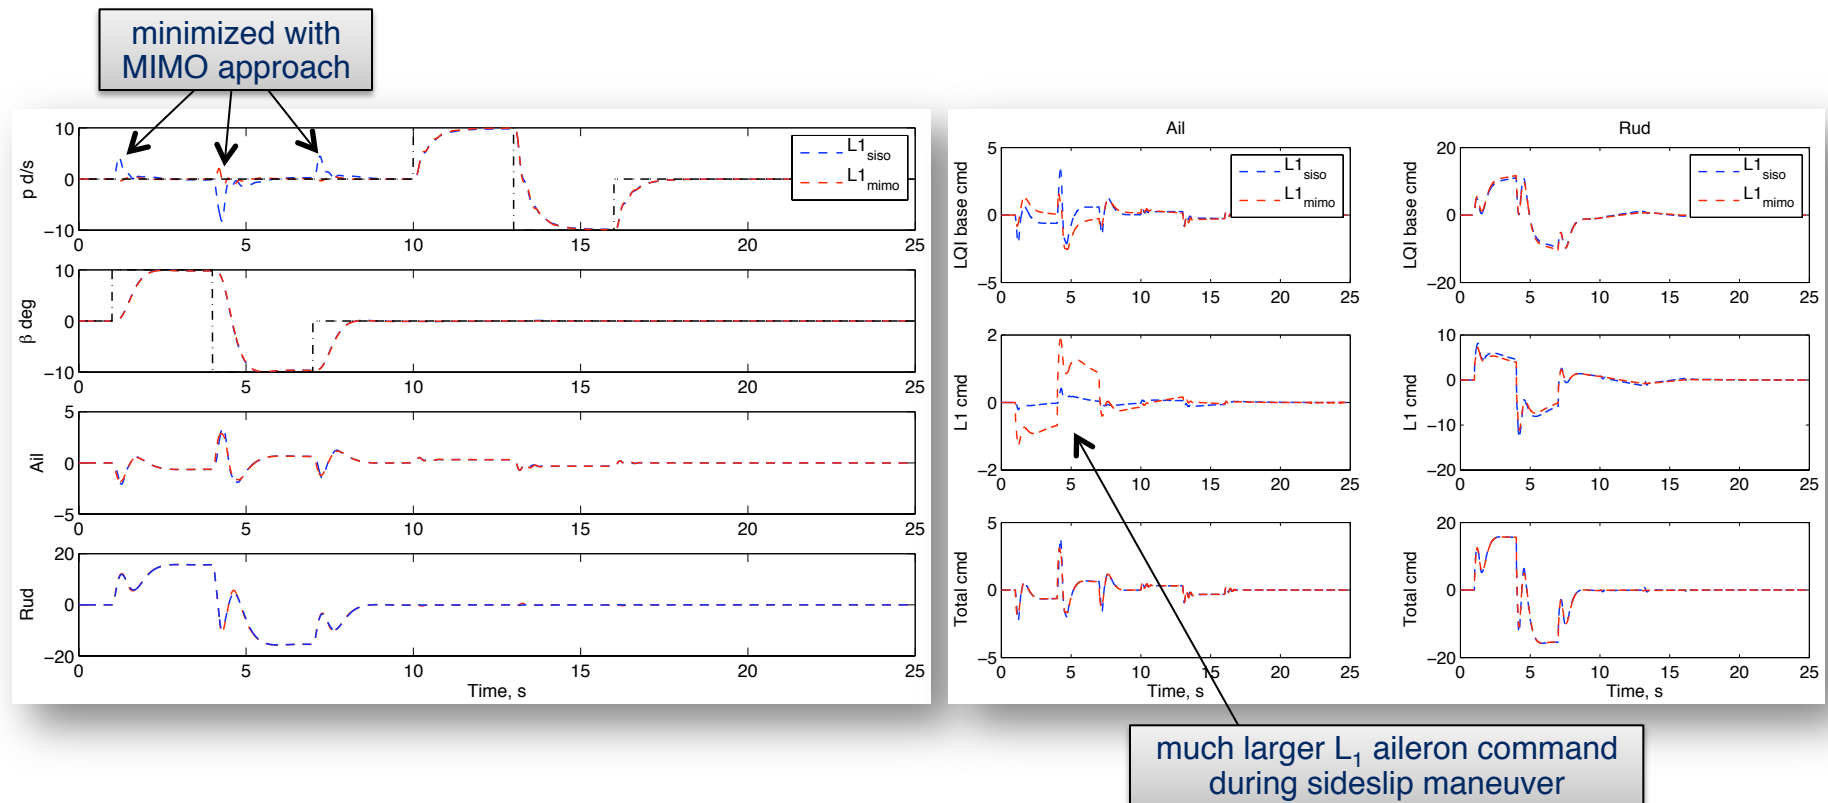 minimized with
MIMO approach
10
0
−10
p d/s
L1siso
L1mimo
0 5 10 15 20 25
10
0
−10
β deg
0 5 10 15 20 25
5
0
−5
Ail
0 5 10 15 20 25
20
0
−20
Rud
0 5 10 15 20 25
Time, s
Ail
5
0
−5
LQI base cmd
L1siso
L1mimo
0 5 10 15 20 25
2
0
−2
L1 cmd
0 5 10 15 20 25
5
0
−5
Total cmd
0 5 10 15 20 25
Time, s
Rud
20
0
−20
LQI base cmd
L1siso
L1mimo
0 5 10 15 20 25
10
0
−10
−20
L1 cmd
0 5 10 15 20 25
20
0
−20
Total cmd
0 5 10 15 20 25
Time, s
much larger L1 aileron command
during sideslip maneuver